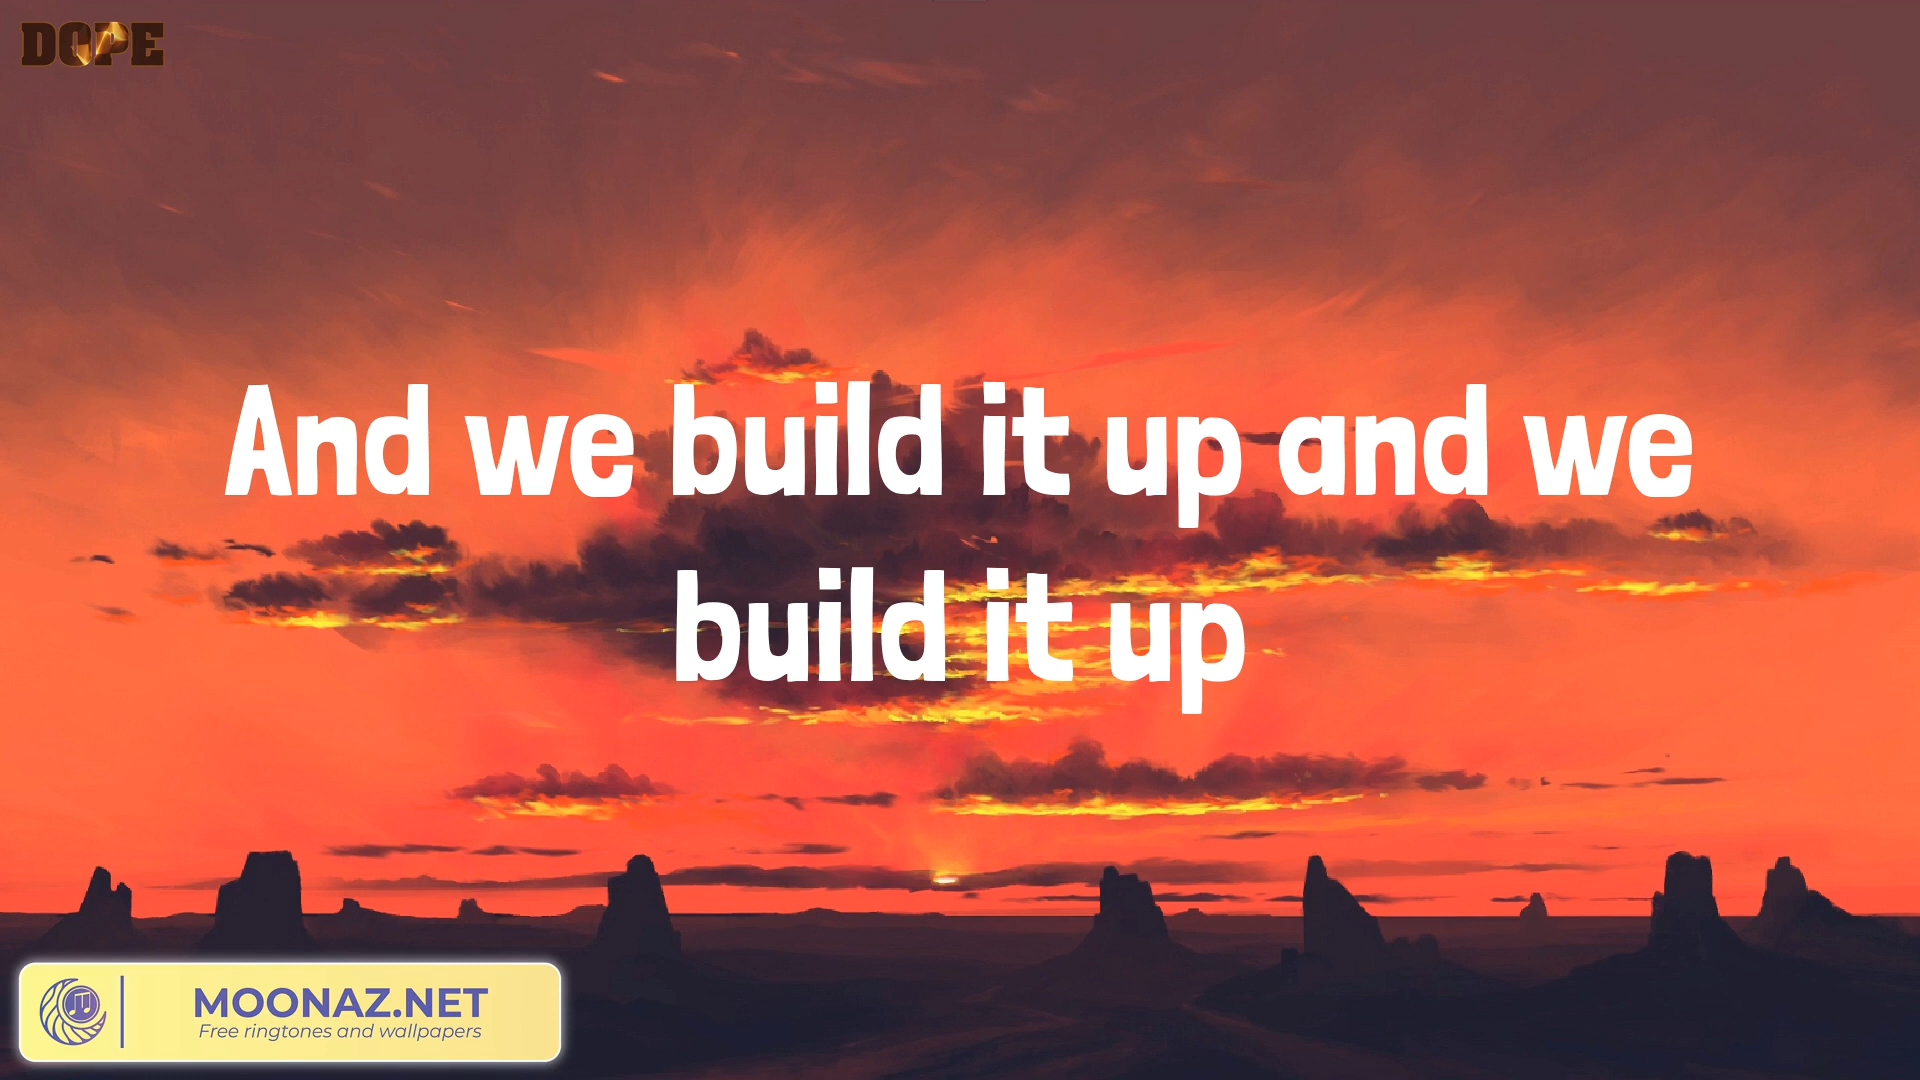 DOPE
And we build it up and we
build it up
MOONAZ.NET
Free ringtones and wallpapers